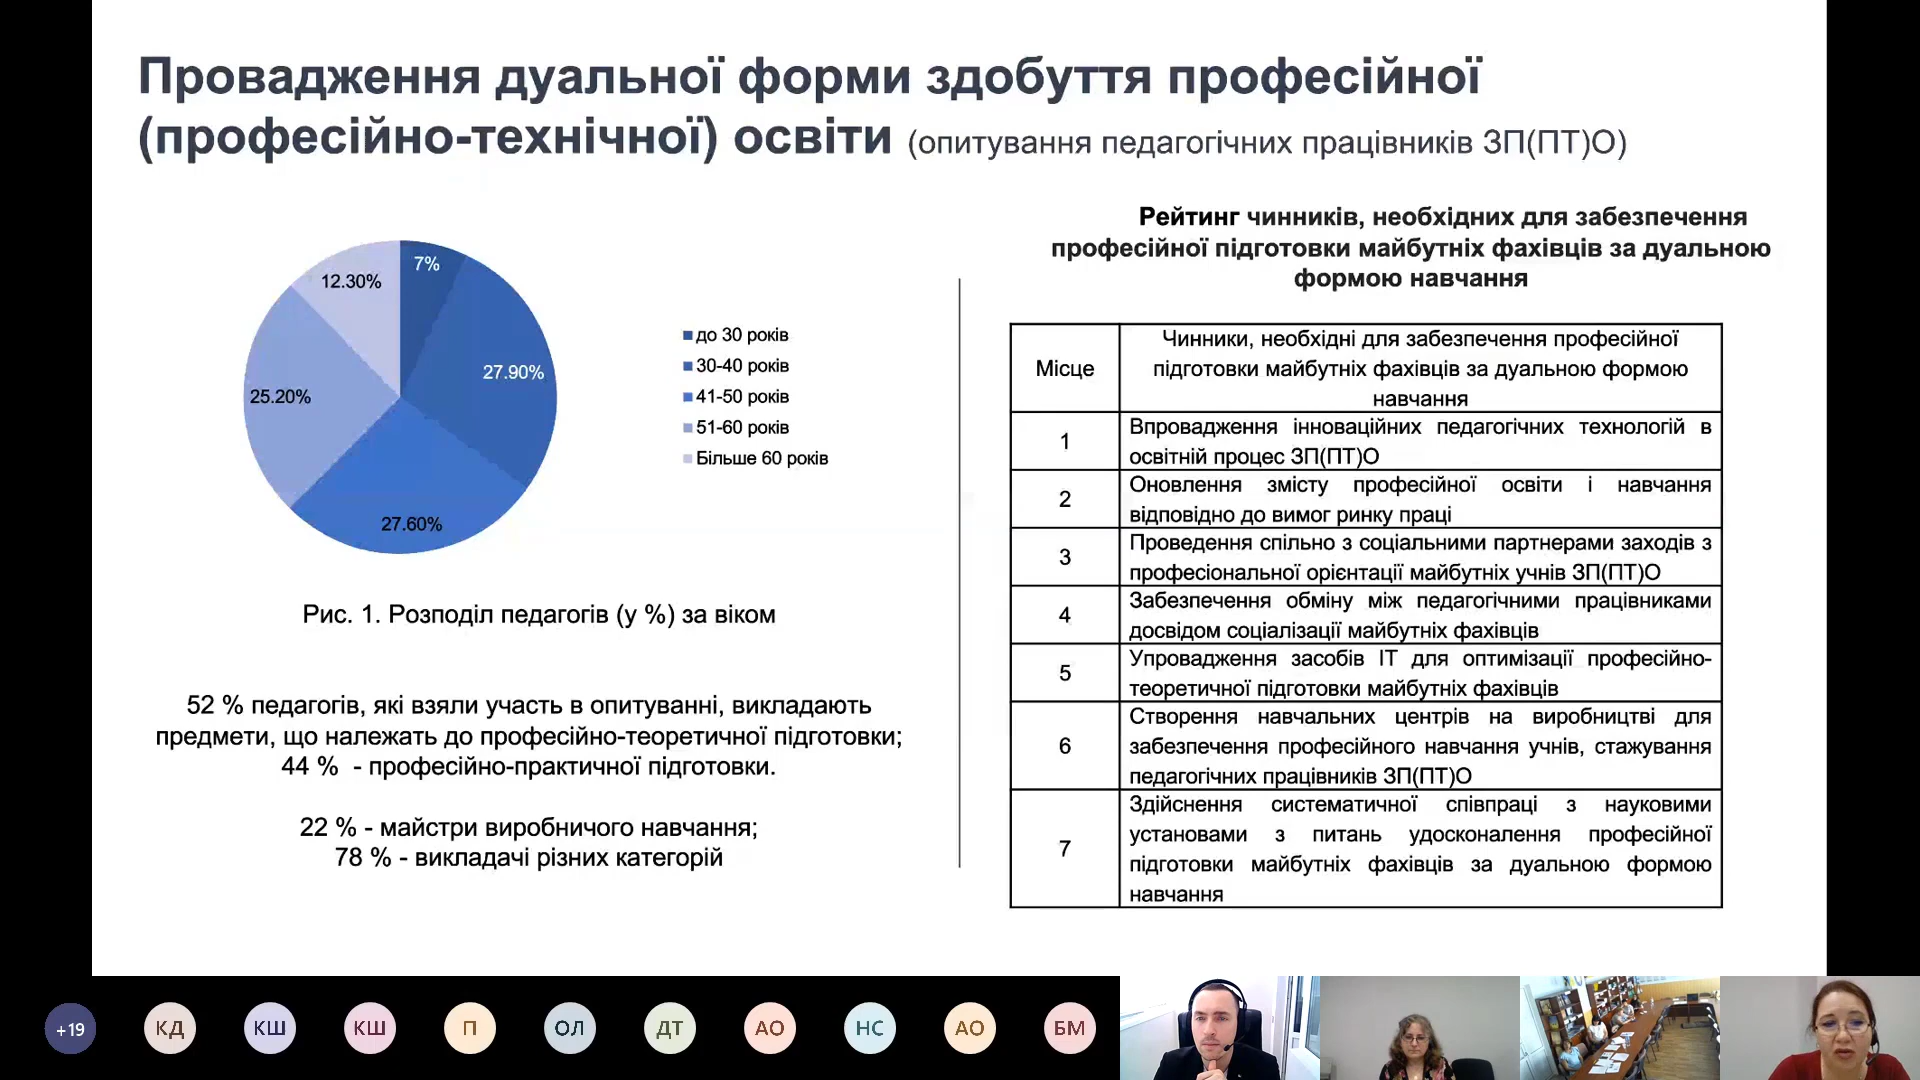 Провадження дуальної форми здобуття професійної
(професійно-технічної) освіти (опитування педагогічних працівників ЗП(ПТ)О)
7%
27.90%
27.60%
25.20%
12.30%
до 30 років
30-40 років
41-50 років
51-60 років
Більше 60 років
Рис. 1. Розподіл педагогів (у %) за віком
52 % педагогів, які взяли участь в опитуванні, викладають
предмети, що належать до професійно-теоретичної підготовки;
44 % - професійно-практичної підготовки.
22 % - майстри виробничого навчання;
78 % - викладачі різних категорій
Рейтинг чинників, необхідних для забезпечення
професійної підготовки майбутніх фахівців за дуальною
формою навчання
Місце
Чинники, необхідні для забезпечення професійної
підготовки майбутніх фахівців за дуальною формою
навчання
1
Впровадження інноваційних педагогічних технологій в
освітній процес ЗП(ПТ)О
2
Оновлення змісту професійної освіти і навчання
відповідно до вимог ринку праці
3
Проведення спільно з соціальними партнерами заходів з
професіональної орієнтації майбутніх учнів ЗП(ПТ)О
4
Забезпечення обміну між педагогічними працівниками
досвідом соціалізації майбутніх фахівців
5
Упровадження засобів ІТ для оптимізації професійно-
теоретичної підготовки майбутніх фахівців
6
Створення навчальних центрів на виробництві для
забезпечення професійного навчання учнів, стажування
педагогічних працівників ЗП(ПТ)О
7
Здійснення систематичної співпраці з науковими
установами з питань удосконалення професійної
підготовки майбутніх фахівців за дуальною формою
навчання
+19
КД
КШ
КШ
П
ОЛ
ДТ
АО
НС
АО
БМ